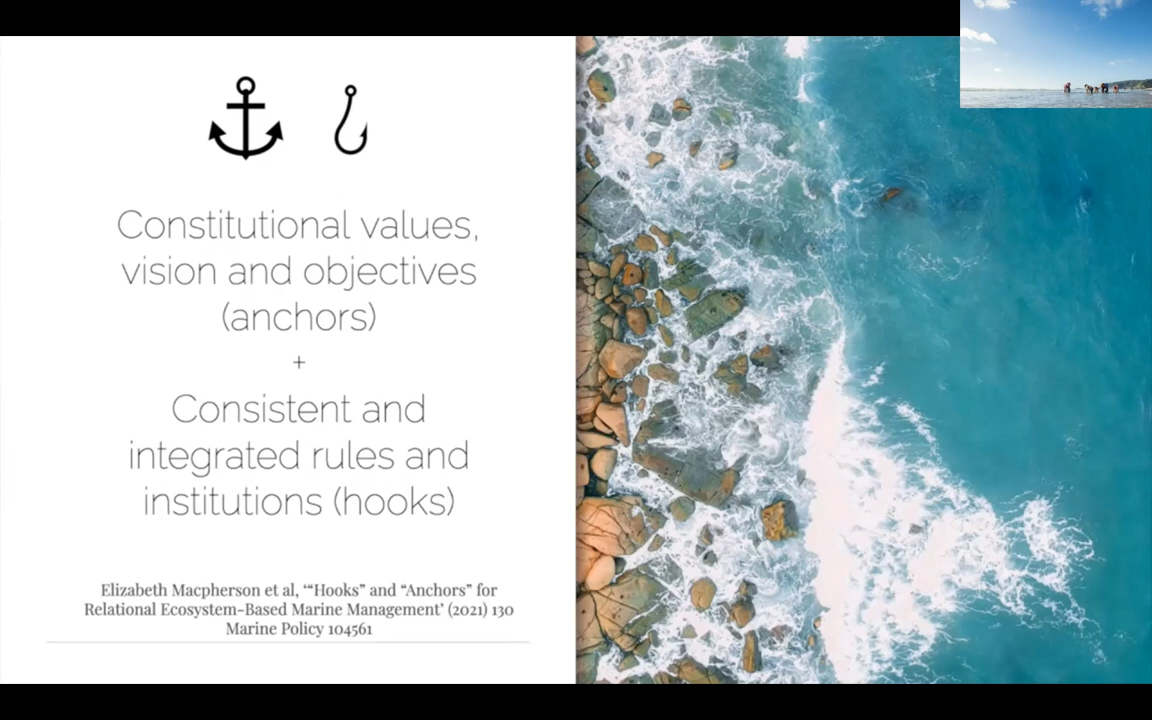 Constitutional values,
vision and objectives
(anchors)
+
Consistent and
integrated rules and
institutions (hooks)
Elizabeth Macpherson et al, ‘“Hooks” and “Anchors” for
Relational Ecosystem-Based Marine Management’ (2021) 130
Marine Policy 104561